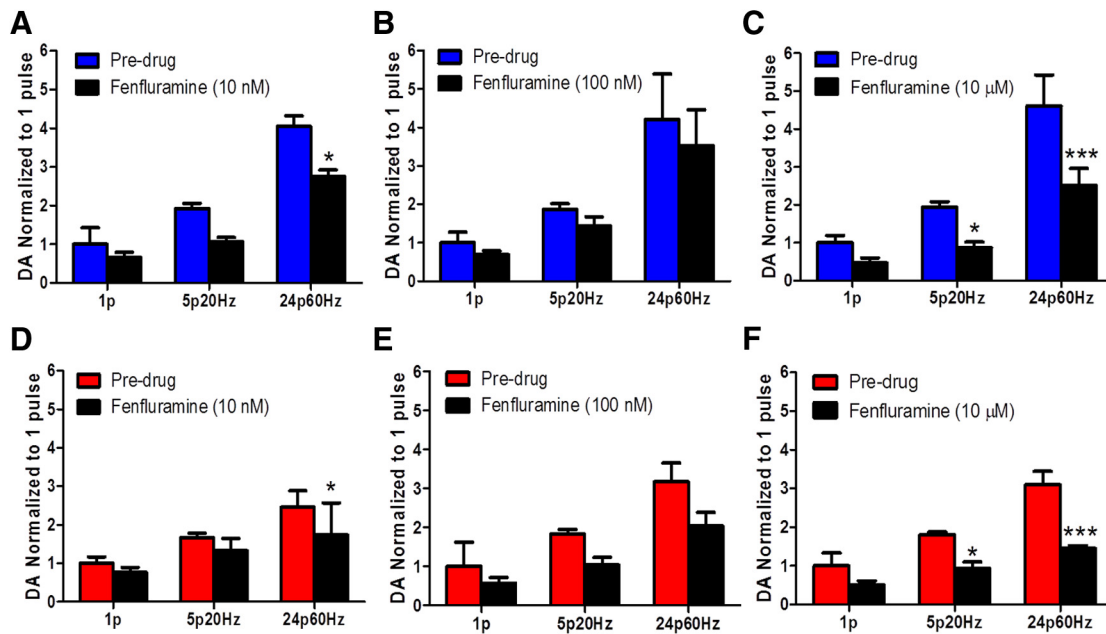 A
DA Normalized to 1 pulse
6
5
4
3
2
1
0
Pre-drug
Fenfluramine (10 nM)
*
1p 5p20Hz 24p60Hz
B
DA Normalized to 1 pulse
6
5
4
3
2
1
0
Pre-drug
Fenfluramine (100 nM)
1p 5p20Hz 24p60Hz
C
DA Normalized to 1 pulse
6
5
4
3
2
1
0
Pre-drug
Fenfluramine (10 μM)
*
***
1p 5p20Hz 24p60Hz
D
DA Normalized to 1 pulse
6
5
4
3
2
1
0
Pre-drug
Fenfluramine (10 nM)
*
1p 5p20Hz 24p60Hz
E
DA Normalized to 1 pulse
6
5
4
3
2
1
0
Pre-drug
Fenfluramine (100 nM)
1p 5p20Hz 24p60Hz
F
DA Normalized to 1 pulse
6
5
4
3
2
1
0
Pre-drug
Fenfluramine (10 μM)
*
***
1p 5p20Hz 24p60Hz